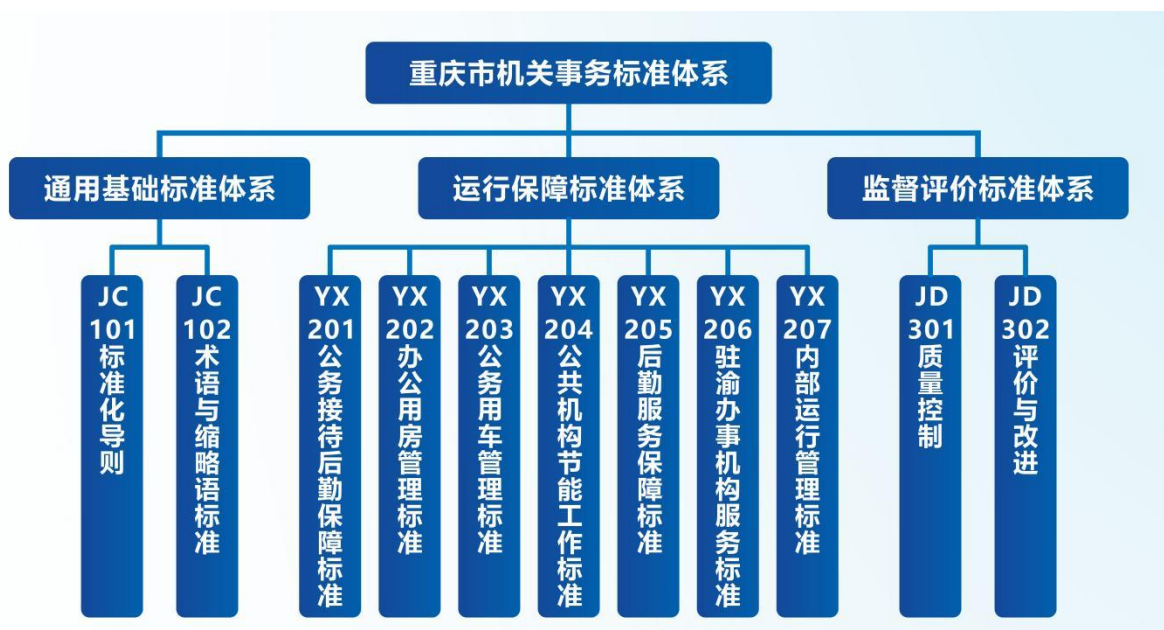 重庆市机关事务标准体系
通用基础标准体系
运行保障标准体系
监督评价标准体系
JC
101
标准化导则
JC
102
术语与缩略语标准
YX
201
公务接待后勤保障标准
YX
202
办公用房管理标准
YX
203
公务用车管理标准
YX
204
公共机构节能工作标准
YX
205
后勤服务保障标准
YX
206
驻渝办事机构服务标准
YX
207
内部运行管理标准
JD
301
质量控制
JD
302
评价与改进